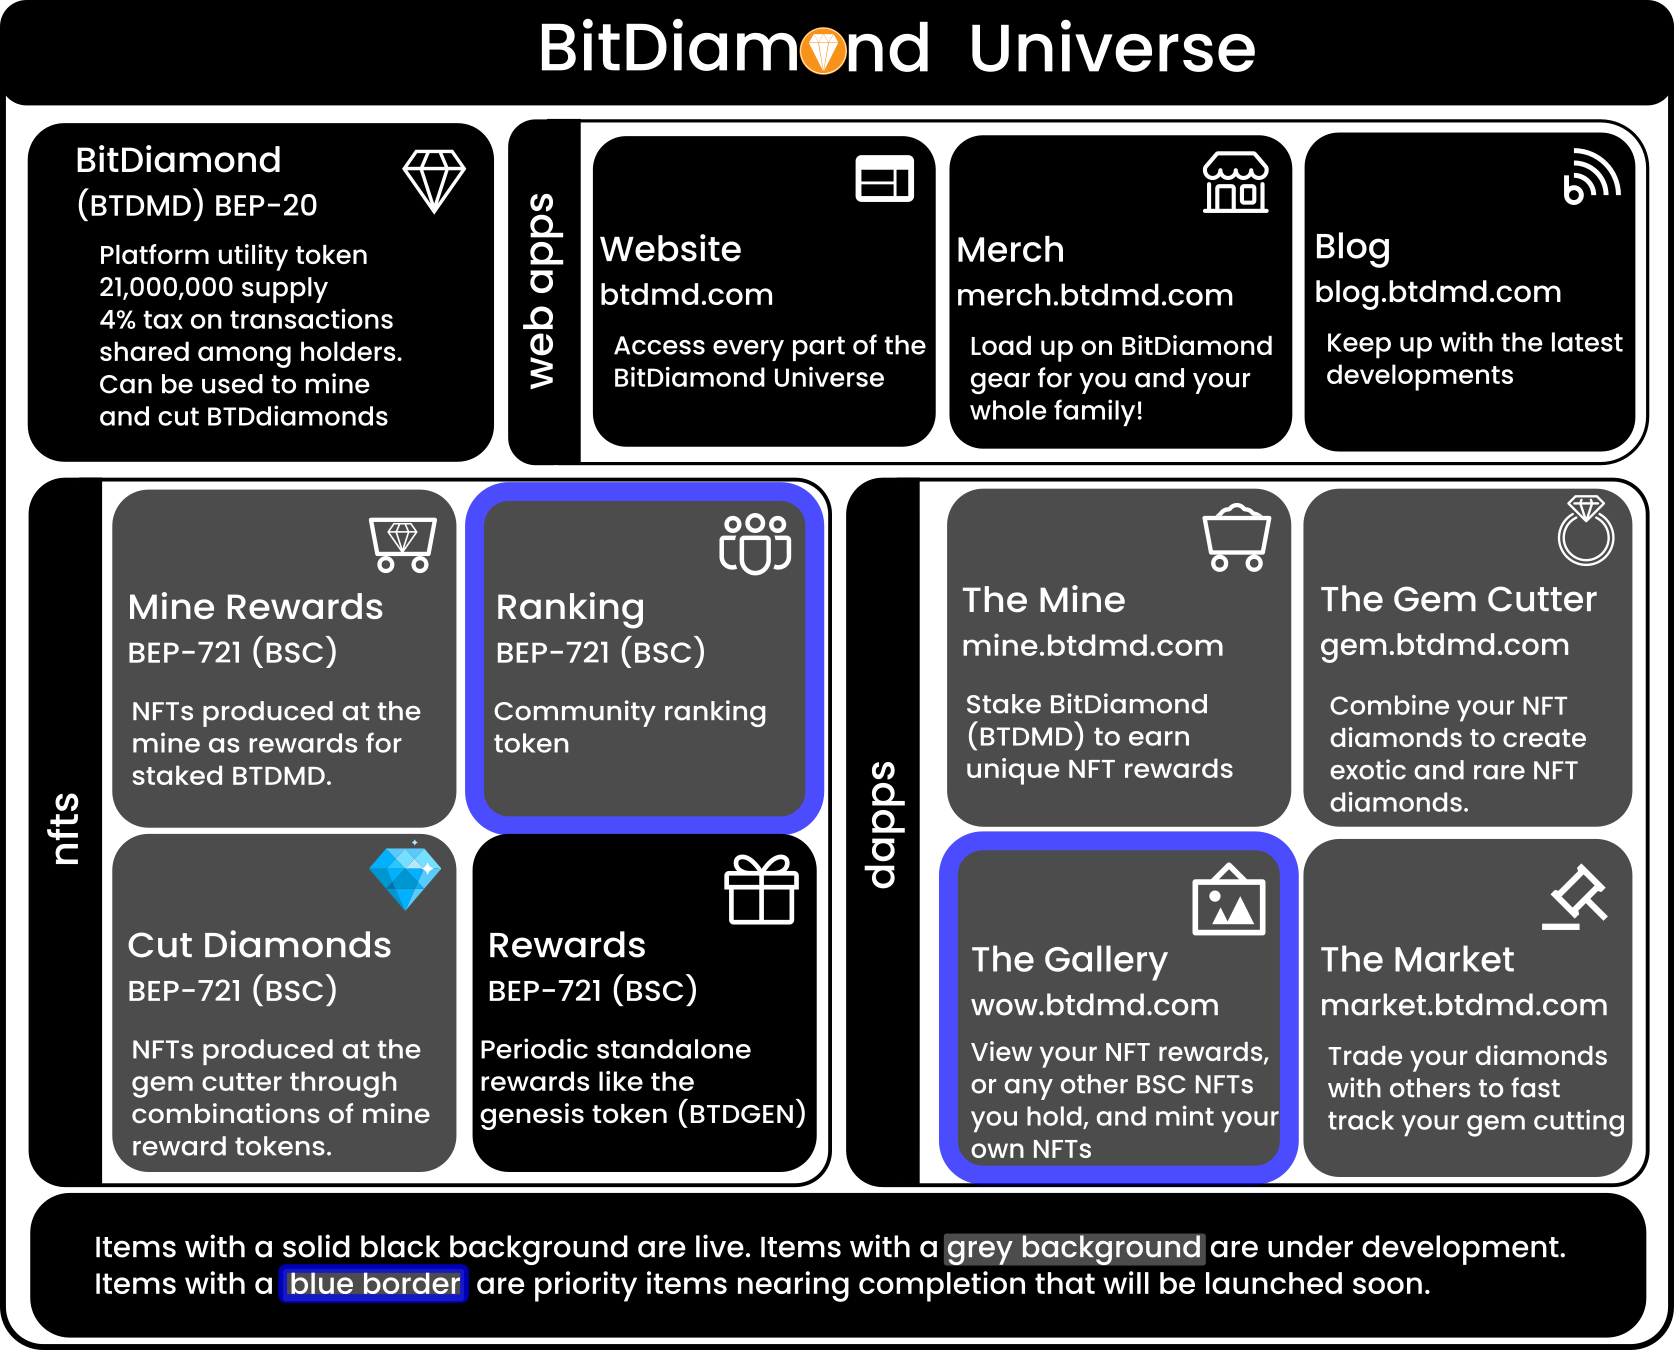 BitDiamond Universe
BitDiamond
(BTDMD) BEP-20
Platform utility token
21,000,000 supply
4% tax on transactions
shared among holders.
Can be used to mine
and cut BTDdiamonds
web apps
Website
btdmd.com
Access every part of the
BitDiamond Universe
Merch
merch.btdmd.com
Load up on BitDiamond
gear for you and your
whole family!
Blog
blog.btdmd.com
Keep up with the latest
developments
nfts
Mine Rewards
BEP-721 (BSC)
NFTs produced at the
mine as rewards for
staked BTDMD.
Ranking
BEP-721 (BSC)
Community ranking
token
Cut Diamonds
BEP-721 (BSC)
NFTs produced at the
gem cutter through
combinations of mine
reward tokens.
Rewards
BEP-721 (BSC)
Periodic standalone
rewards like the
genesis token (BTDGEN)
dapps
The Mine
mine.btdmd.com
Stake BitDiamond
(BTDMD) to earn
unique NFT rewards
The Gem Cutter
gem.btdmd.com
Combine your NFT
diamonds to create
exotic and rare NFT
diamonds.
The Gallery
wow.btdmd.com
View your NFT rewards,
or any other BSC NFTs
you hold, and mint your
own NFTs
The Market
market.btdmd.com
Trade your diamonds
with others to fast
track your gem cutting
Items with a solid black background are live. Items with a grey background are under development.
Items with a blue border are priority items nearing completion that will be launched soon.